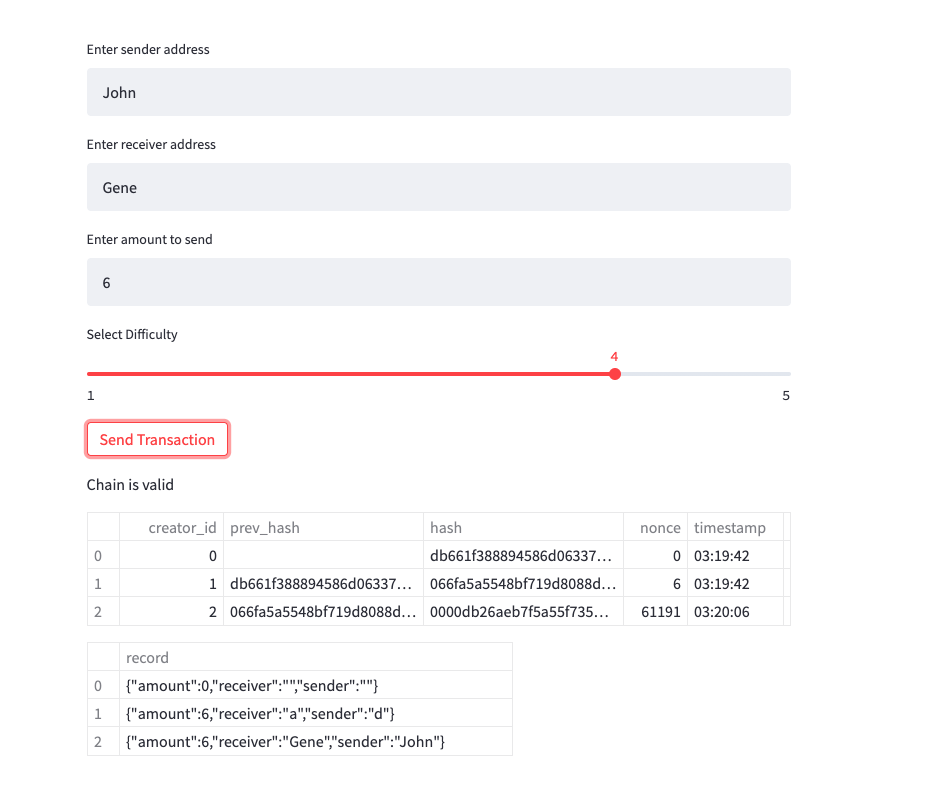 Enter sender address
John
Enter receiver address
Gene
Enter amount to send
6
Select Difficulty
4
1 5
Send Transaction
Chain is valid
creator_id prev_hash hash nonce timestamp
0 0 db661f388894586d06337… 0 03:19:42
1 1 db661f388894586d06337… 066fa5a5548bf719d8088d… 6 03:19:42
2 2 066fa5a5548bf719d8088d… 0000db26aeb7f5a55f735… 61191 03:20:06
record
0 {"amount":0,"receiver":"","sender":""}
1 {"amount":6,"receiver":"a","sender":"d"}
2 {"amount":6,"receiver":"Gene","sender":"John"}